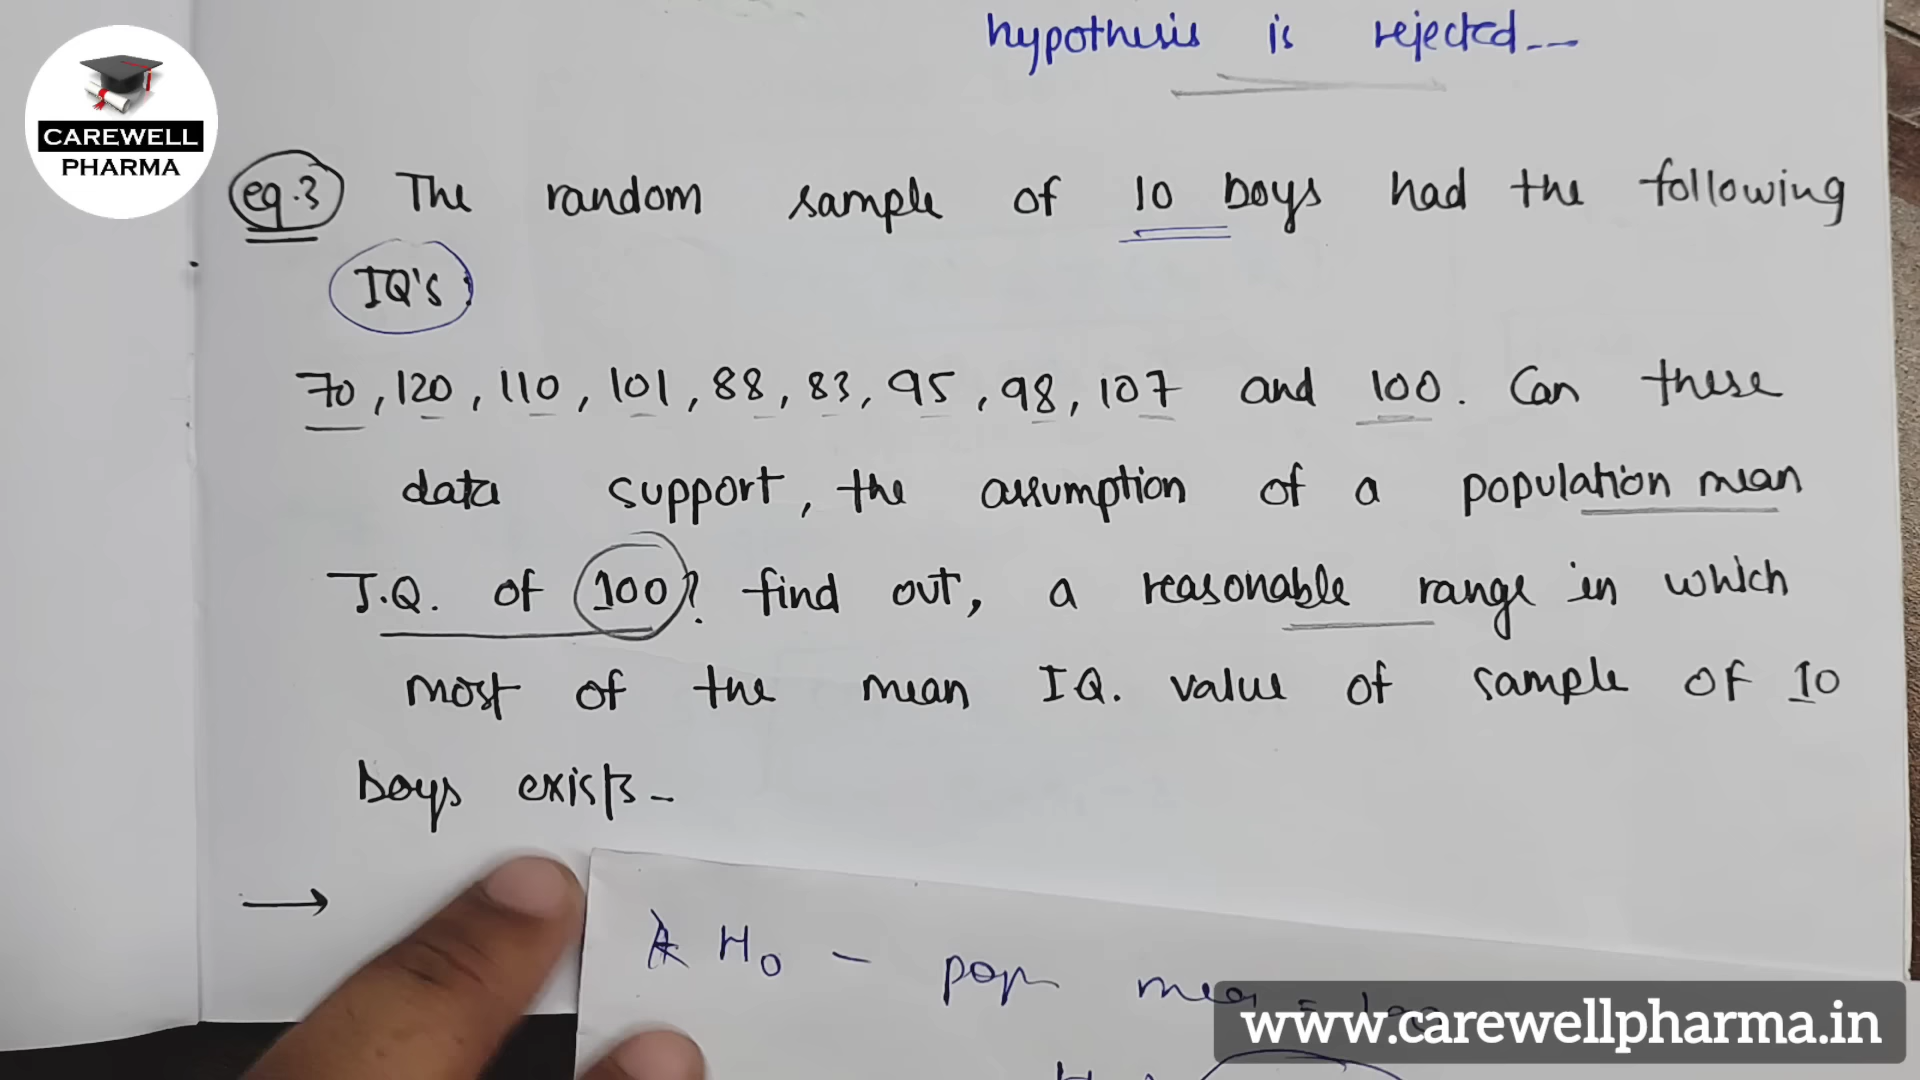 hypothesis is rejected--
CAREWELL
PHARMA
eg.3 The random sample of 10 boys had the following
IQ's:
70, 120, 110, 101, 88, 83, 95, 98, 107 and 100. Can these
data support, the assumption of a population mean
I.Q. of 100? find out, a reasonable range in which
most of the mean IQ. value of sample of 10
boys exists-
→
H0 - pop mean = 100
www.carewellpharma.in